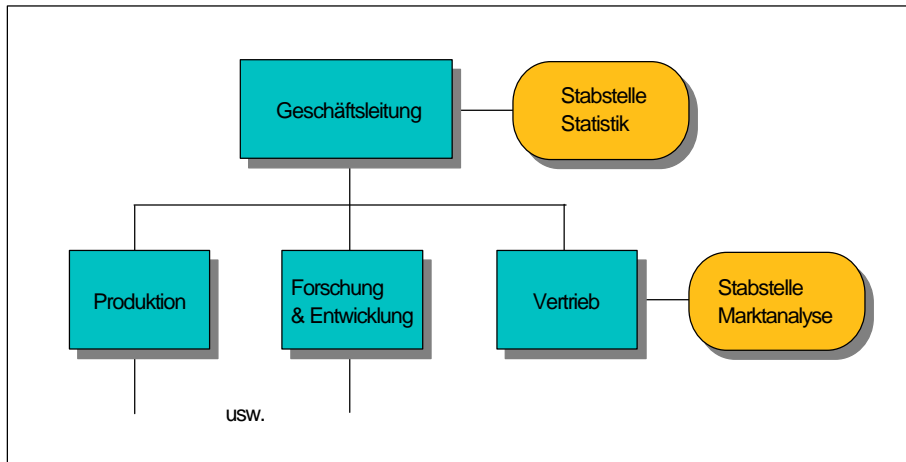 Geschäftsleitung
Stabstelle
Statistik
Produktion
Forschung
& Entwicklung
Vertrieb
Stabstelle
Marktanalyse
usw.